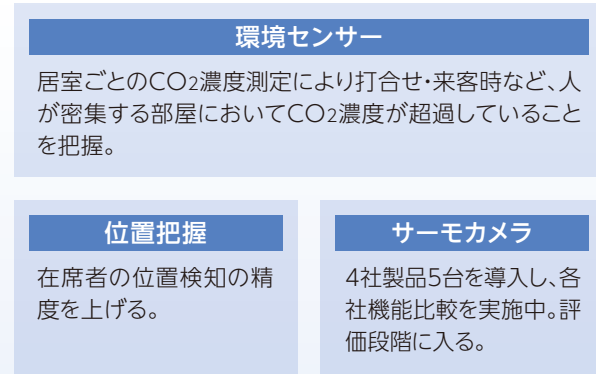 環境センサー
居室ごとのCO2濃度測定により打合せ・来客時など、人
が密集する部屋においてCO2濃度が超過していること
を把握。
位置把握
在席者の位置検知の精
度を上げる。
サーモカメラ
4社製品5台を導入し、各
社機能比較を実施中。評
価段階に入る。